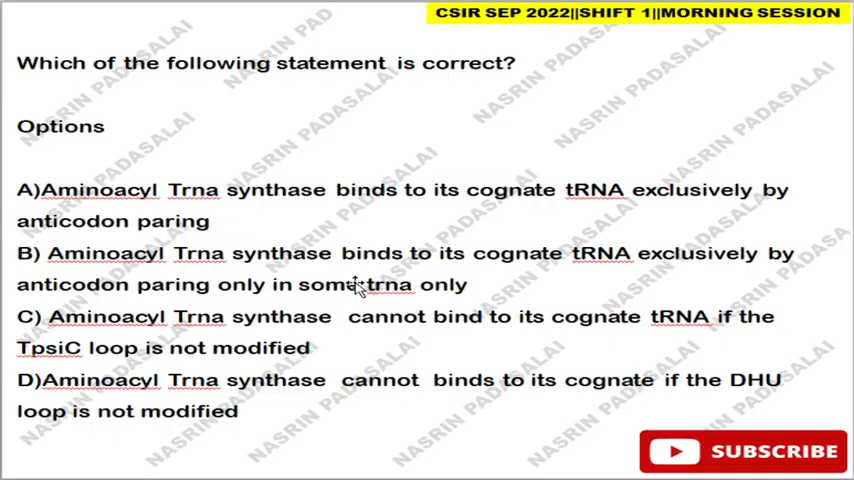 CSIR SEP 2022||SHIFT 1||MORNING SESSION
Which of the following statement is correct?
Options
A)Aminoacyl Trna synthase binds to its cognate tRNA exclusively by
anticodon paring
B) Aminoacyl Trna synthase binds to its cognate tRNA exclusively by
anticodon paring only in trna only
C) Aminoacyl Trna synthase cannot bind to its cognate tRNA if the
TpsiC loop is not modified
D)Aminoacyl Trna synthase cannot binds to its cognate if the DHU
loop is not modified
SUBSCRIBE
NASRIN PADASALAI